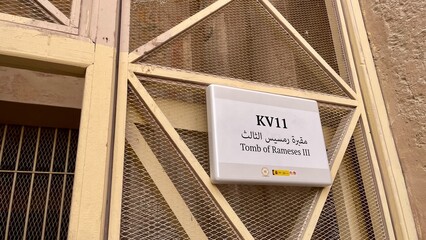 KV11
مقبرة رمسيس الثالث
Tomb of Rameses III